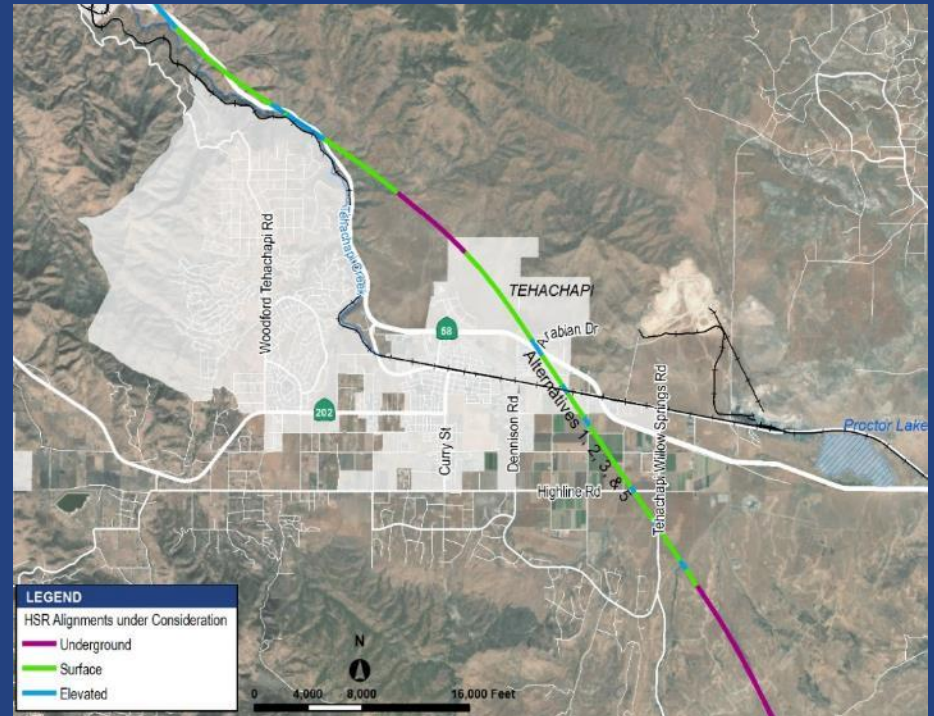 TEHACHAPI
Arabian Dr
Woodford Tehachapi Rd
Tehachapi Creek
58
Alternatives 1, 2, 3 & 5
Tehachapi Willow Springs Rd
202
Curry St
Dennison Rd
Proctor Lake
Highline Rd
LEGEND
HSR Alignments under Consideration
Underground
Surface
Elevated
N
0 4,000 8,000 16,000 Feet